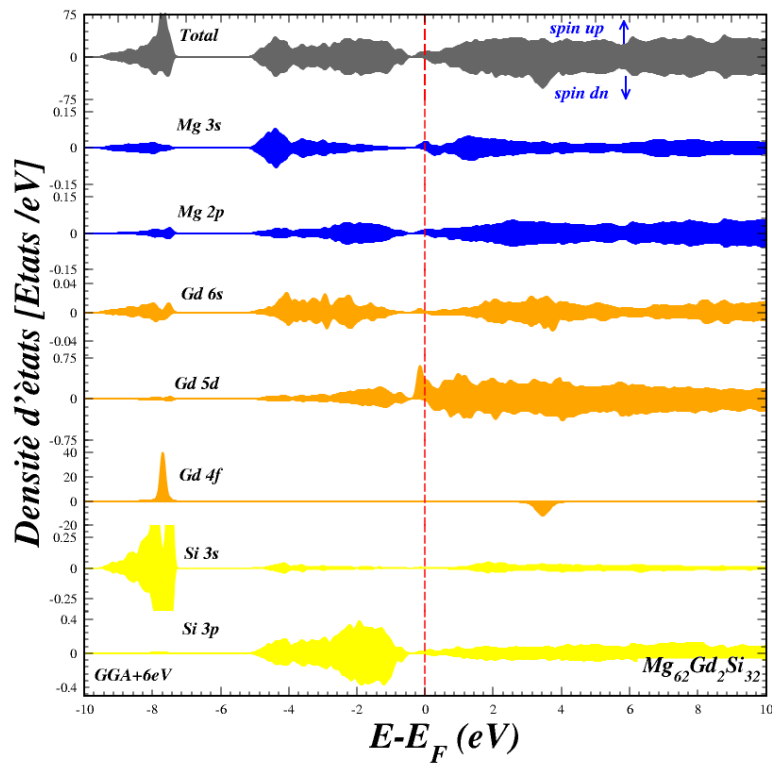 75
Total
spin up
0
spin dn
-75
0.15
Mg 3s
0
-0.15
0.15
Mg 2p
0
-0.15
0.04
Gd 6s
0
-0.04
0.75
Gd 5d
0
-0.75
40
Gd 4f
20
0
-20
0.25
Si 3s
0
-0.25
Si 3p
0.4
0
GGA+6eV
Mg62Gd2Si32
-0.4
-10 -8 -6 -4 -2 0 2 4 6 8 10
E-EF (eV)
Densitè d'ètats [Etats /eV]